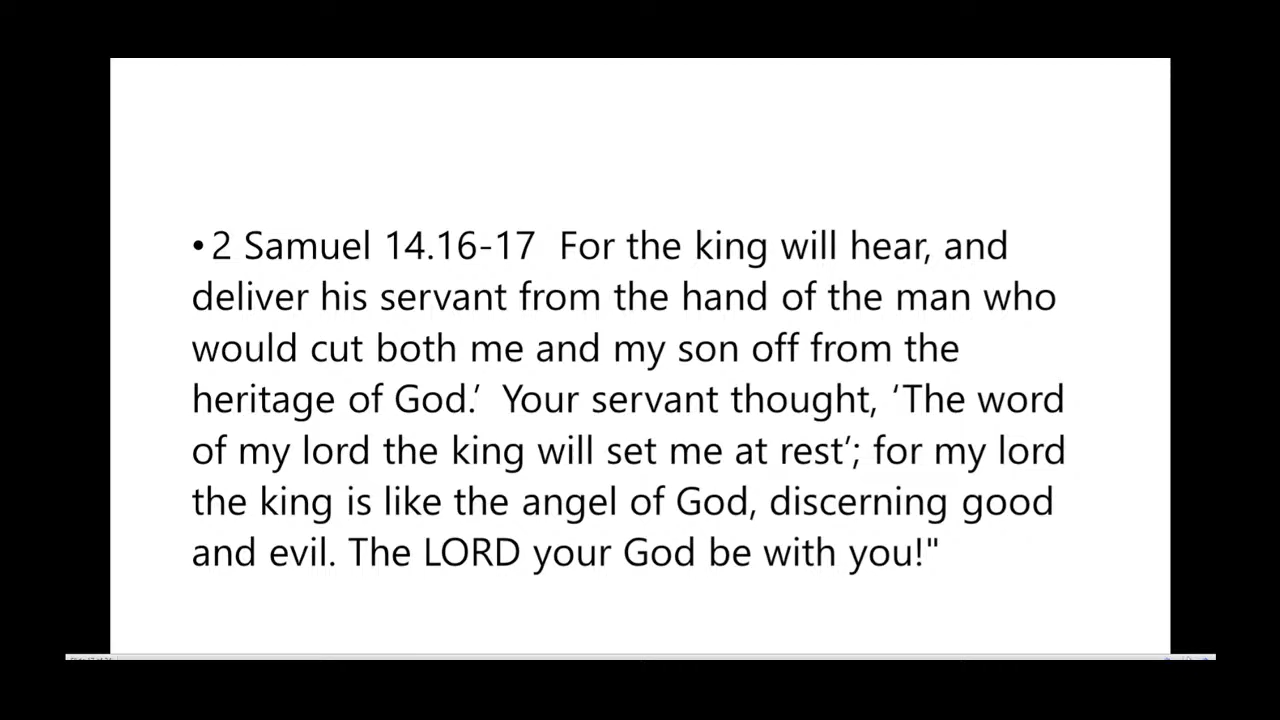 •2 Samuel 14.16-17  For the king will hear, and
deliver his servant from the hand of the man who
would cut both me and my son off from the
heritage of God.’  Your servant thought, ‘The word
of my lord the king will set me at rest’; for my lord
the king is like the angel of God, discerning good
and evil. The LORD your God be with you!"